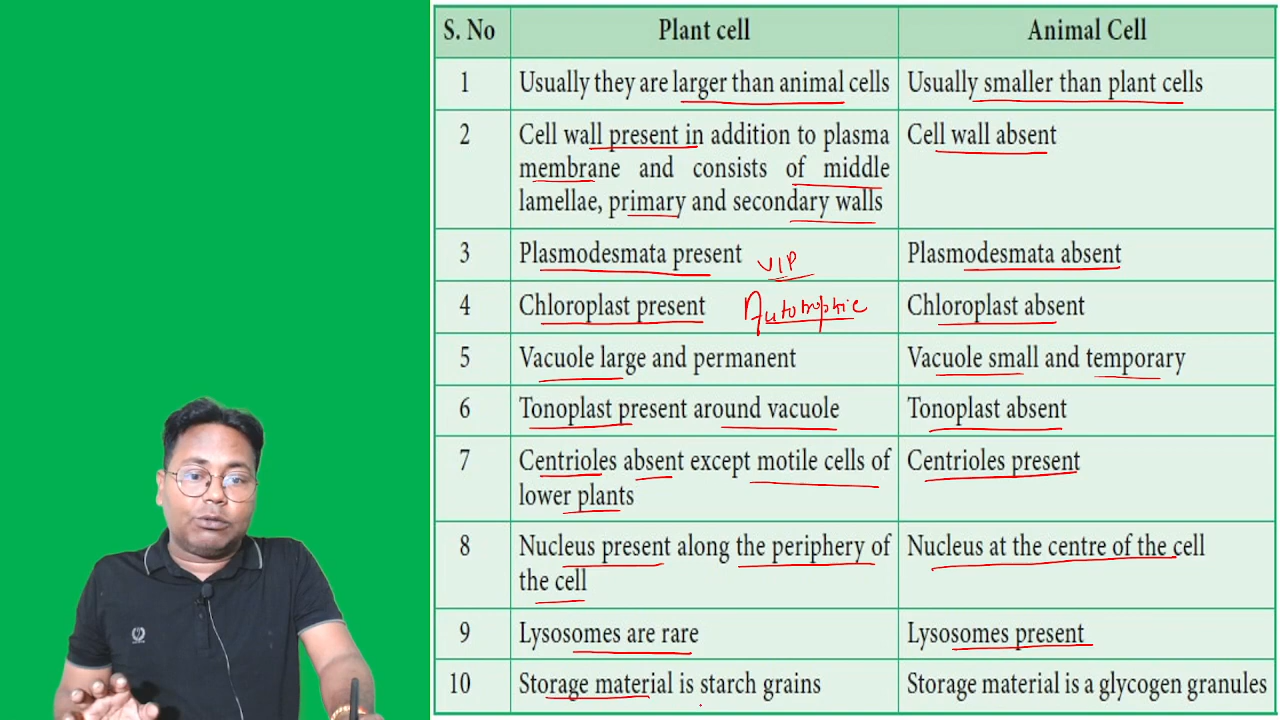 S. No Plant cell Animal Cell
1 Usually they are larger than animal cells Usually smaller than plant cells
2 Cell wall present in addition to plasma Cell wall absent
membrane and consists of middle
lamellae, primary and secondary walls
3 Plasmodesmata present Plasmodesmata absent
VIP
4 Chloroplast present Autotrophic Chloroplast absent
5 Vacuole large and permanent Vacuole small and temporary
6 Tonoplast present around vacuole Tonoplast absent
7 Centrioles absent except motile cells of Centrioles present
lower plants
8 Nucleus present along the periphery of Nucleus at the centre of the cell
the cell
9 Lysosomes are rare Lysosomes present
10 Storage material is starch grains Storage material is a glycogen granules